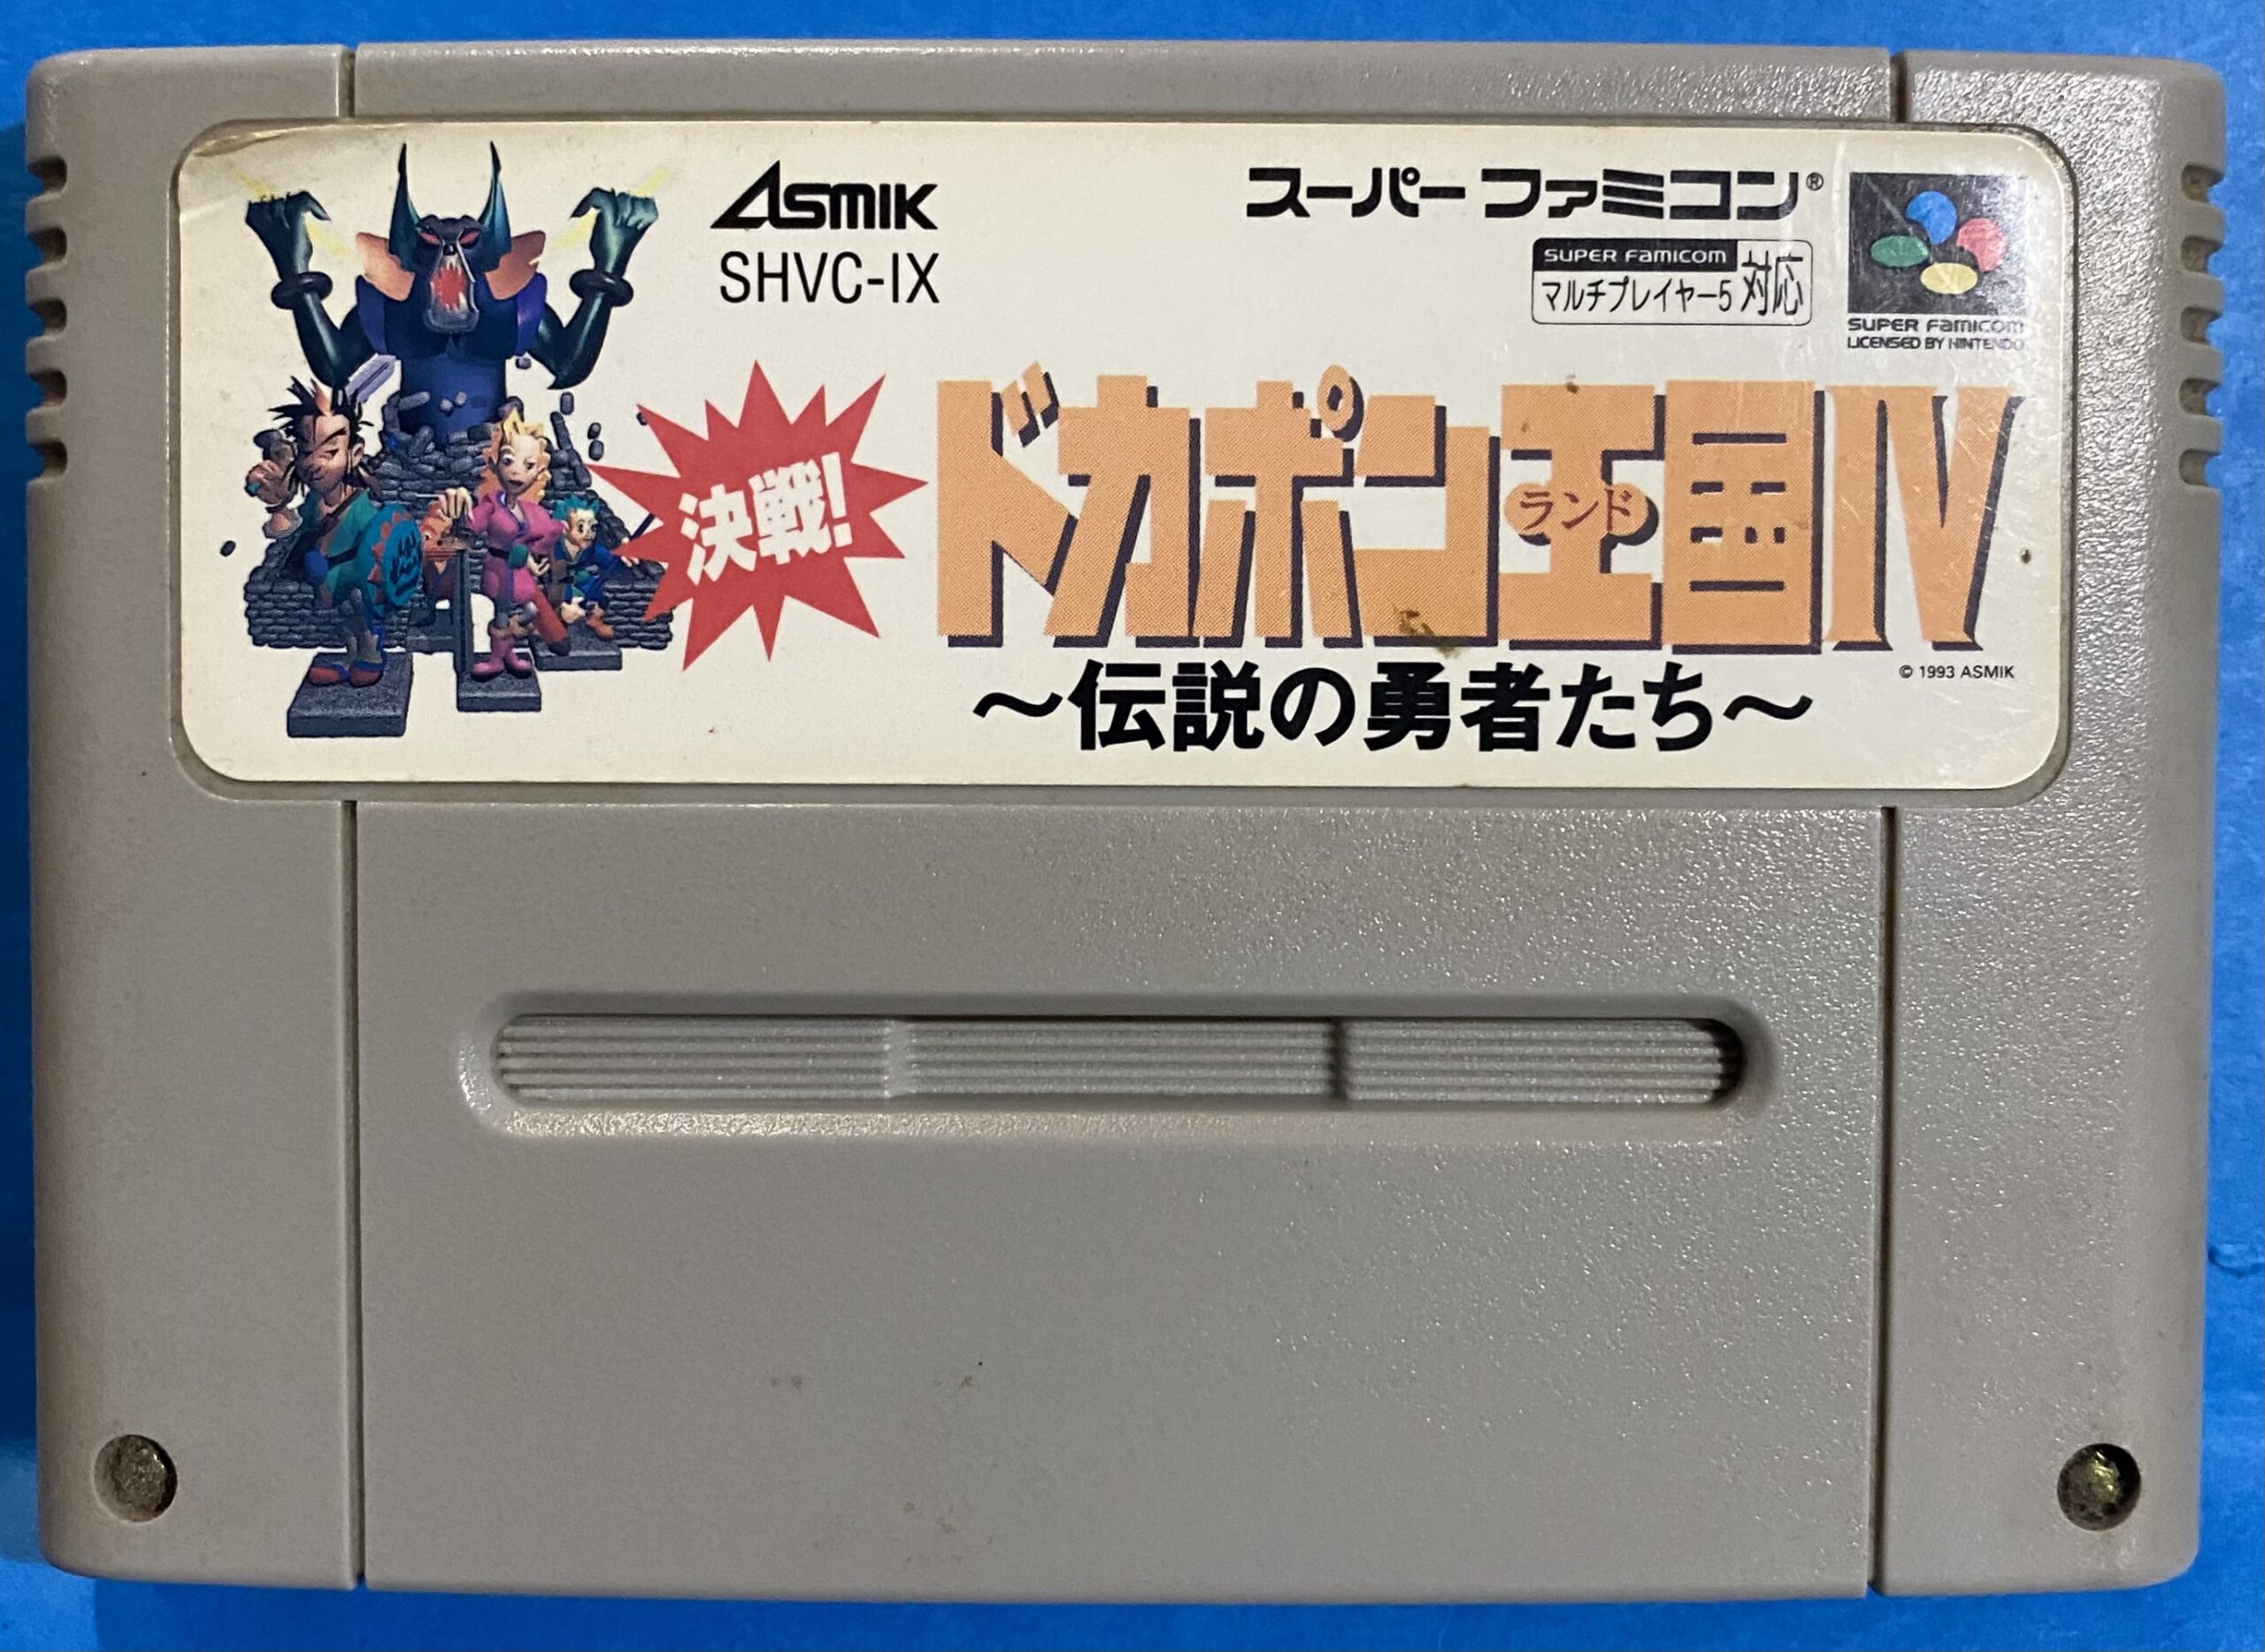 ASMIK
SHVC-IX
スーパーファミコン®
SUPER FAMICOM
マルチプレイヤー5 対応
SUPER FAMICOM
LICENSED BY NINTENDO
決戦!
ドカポン王国IV
ランド
© 1993 ASMIK
〜伝説の勇者たち〜